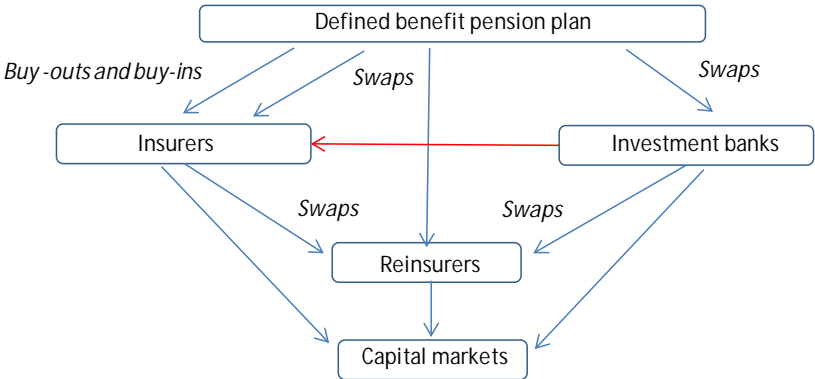 Defined benefit pension plan
Buy-outs and buy-ins
Swaps
Swaps
Insurers
Investment banks
Swaps
Swaps
Reinsurers
Capital markets